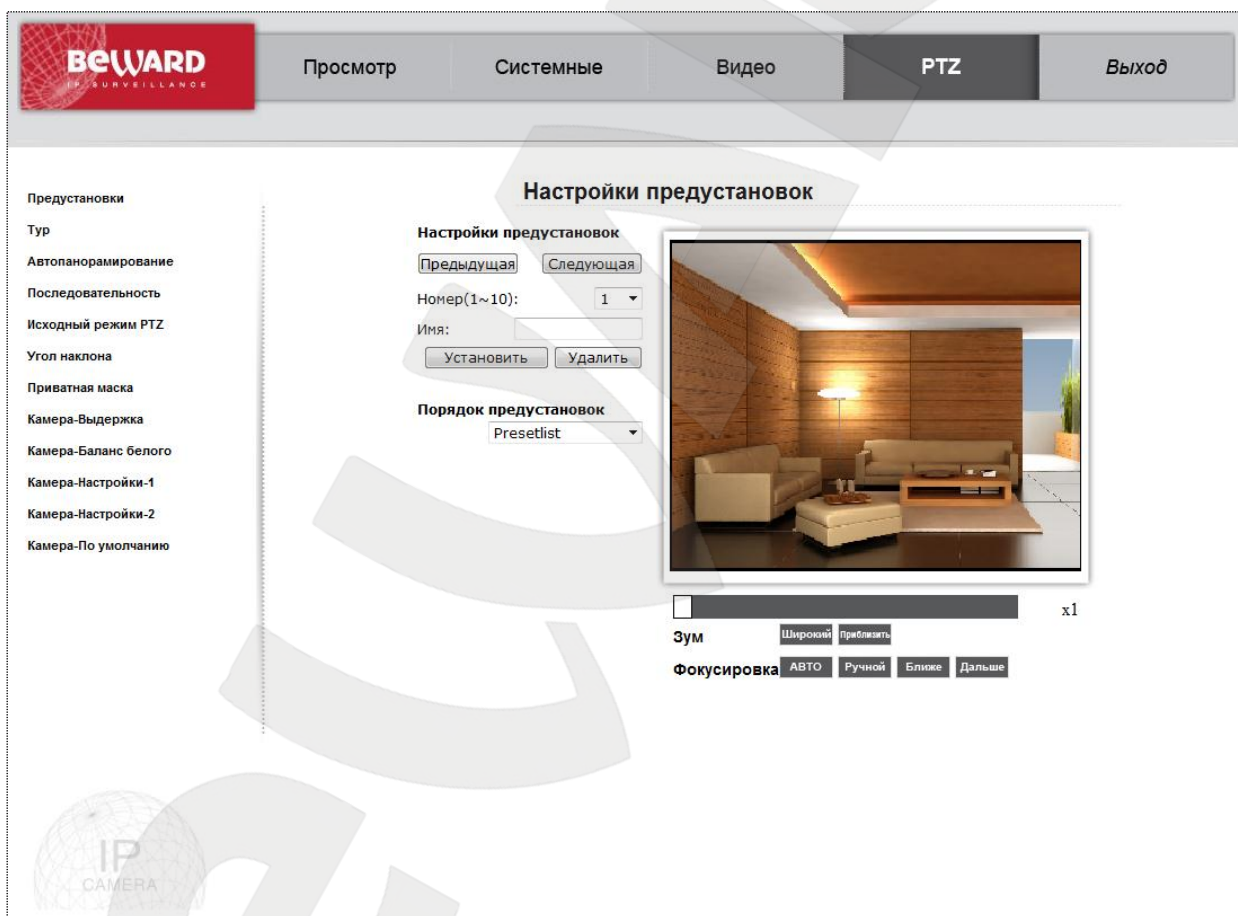 BEWARD
IP SURVEILLANCE
Просмотр
Системные
Видео
PTZ
Выход
Предустановки
Тур
Автопанорамирование
Последовательность
Исходный режим PTZ
Угол наклона
Приватная маска
Камера-Выдержка
Камера-Баланс белого
Камера-Настройки-1
Камера-Настройки-2
Камера-По умолчанию
Настройки предустановок
Настройки предустановок
Предыдущая Следующая
Номер(1~10): 1
Имя:
Установить Удалить
Порядок предустановок
Presetlist
x1
Зум Широкий Приблизить
Фокусировка АВТО Ручной Ближе Дальше
IP
CAMERA